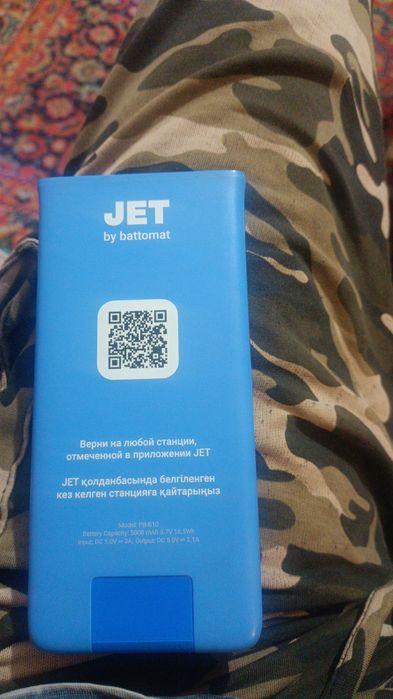 JET
by battomat
Верни на любой станции,
отмеченной в приложении JET
JET қолданбасында белгіленген
кез келген станцияға қайтарыңыз
Model: PB-B10
Battery Capacity: 5000 mAh 3.7V 18.5Wh
Input: DC 5.0V ⎓ 2A; Output: DC 5.0V ⎓ 2.1A